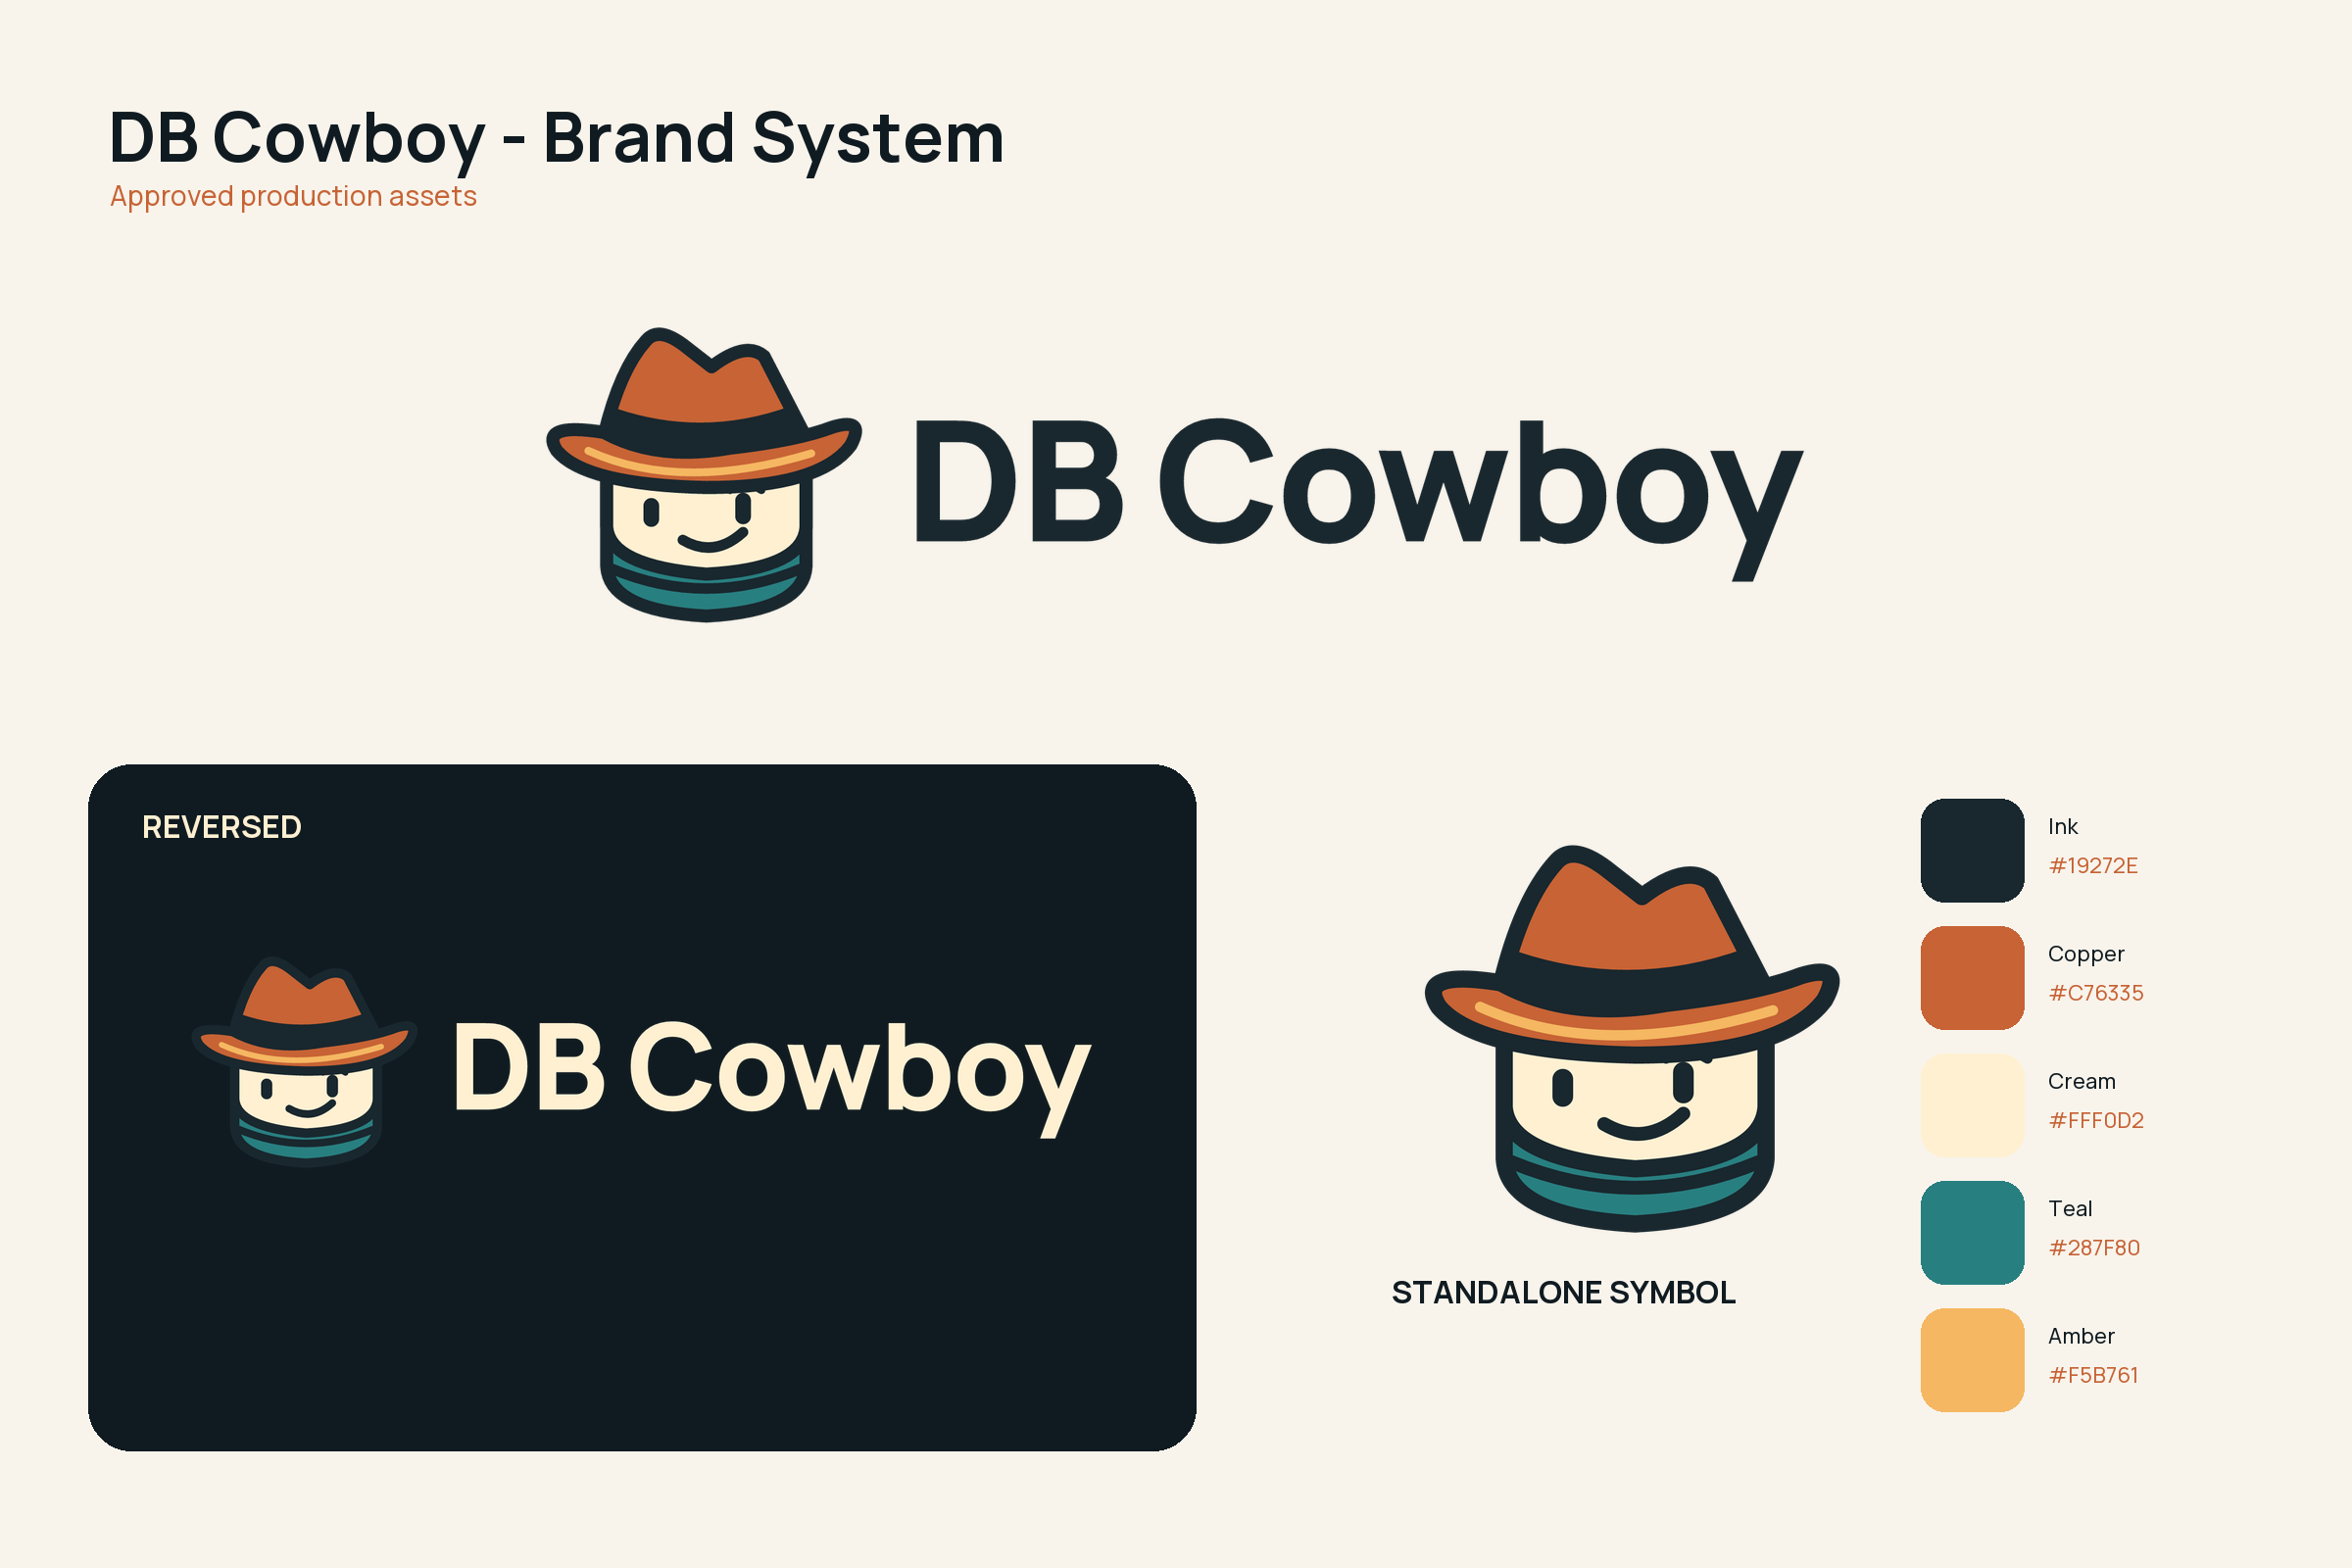 DB Cowboy - Brand System
Approved production assets
DB Cowboy
REVERSED
DB Cowboy
STANDALONE SYMBOL
Ink
#19272E
Copper
#C76335
Cream
#FFF0D2
Teal
#287F80
Amber
#F5B761